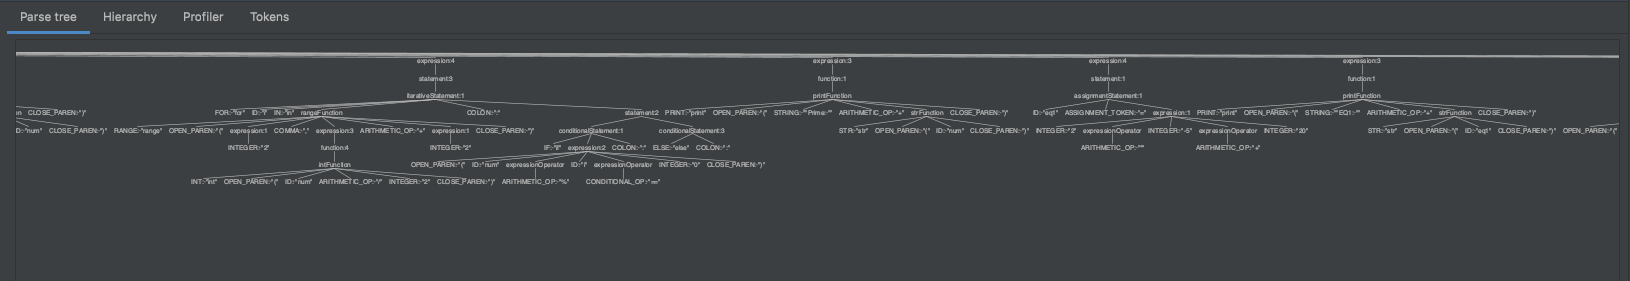 Parse tree Hierarchy Profiler Tokens
expression:4 expression:3 expression:4 expression:3
statement:3 function:1 statement:1 function:1
iterativeStatement:1 printFunction assignmentStatement:1 printFunction
CLOSE_PAREN:")" FOR:"for" ID:"i" IN:"in" rangeFunction COLON:":" statement:2 PRINT:"print" OPEN_PAREN:"(" STRING:""Prime:"" ARITHMETIC_OP:"+" strFunction CLOSE_PAREN:")" ID:"eq1" ASSIGNMENT_TOKEN:"=" expression:1 PRINT:"print" OPEN_PAREN:"(" ARITHMETIC_OP:"+" strFunction CLOSE_PAREN:")"
D:"num" CLOSE_PAREN:")" RANGE:"range" OPEN_PAREN:"(" expression:1 COMMA:"," expression:3 ARITHMETIC_OP:"+" expression:1 CLOSE_PAREN:")" conditionalStatement:1 conditionalStatement:3 STR:"str" OPEN_PAREN:"(" ID:"num" CLOSE_PAREN:")" INTEGER:"2" expressionOperator INTEGER:"-5" expressionOperator INTEGER:"20" STR:"str" OPEN_PAREN:"(" ID:"eq1" CLOSE_PAREN:")" OPEN_PAREN:"("
INTEGER:"2" function:4 INTEGER:"2" IF:"if" expression:2 COLON:":" ELSE:"else" COLON:":"
intFunction OPEN_PAREN:"(" ID:"num" expressionOperator ID:"i" expressionOperator INTEGER:"0" CLOSE_PAREN:")"
INT:"int" OPEN_PAREN:"(" ID:"num" ARITHMETIC_OP:"/" INTEGER:"2" CLOSE_PAREN:")" ARITHMETIC_OP:"%" CONDITIONAL_OP:"=="